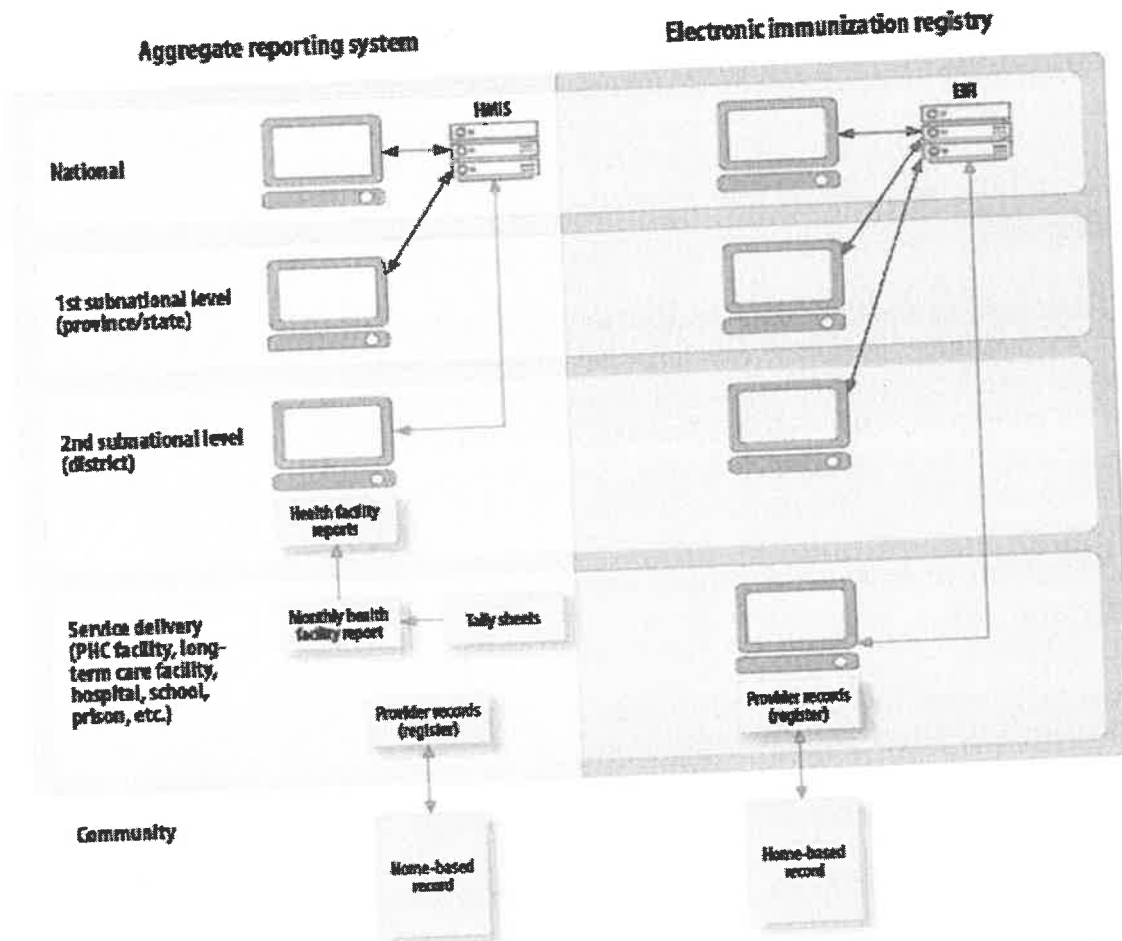 Aggregate reporting system
Electronic immunization registry
National
HMIS
EIR
1st subnational level
(province/state)
2nd subnational level
(district)
Health facility
reports
Service delivery
(PHC facility, long-
term care facility,
hospital, school,
prison, etc.)
Monthly health
facility report
Tally sheets
Provider records
(register)
Provider records
(register)
Community
Home-based
record
Home-based
record